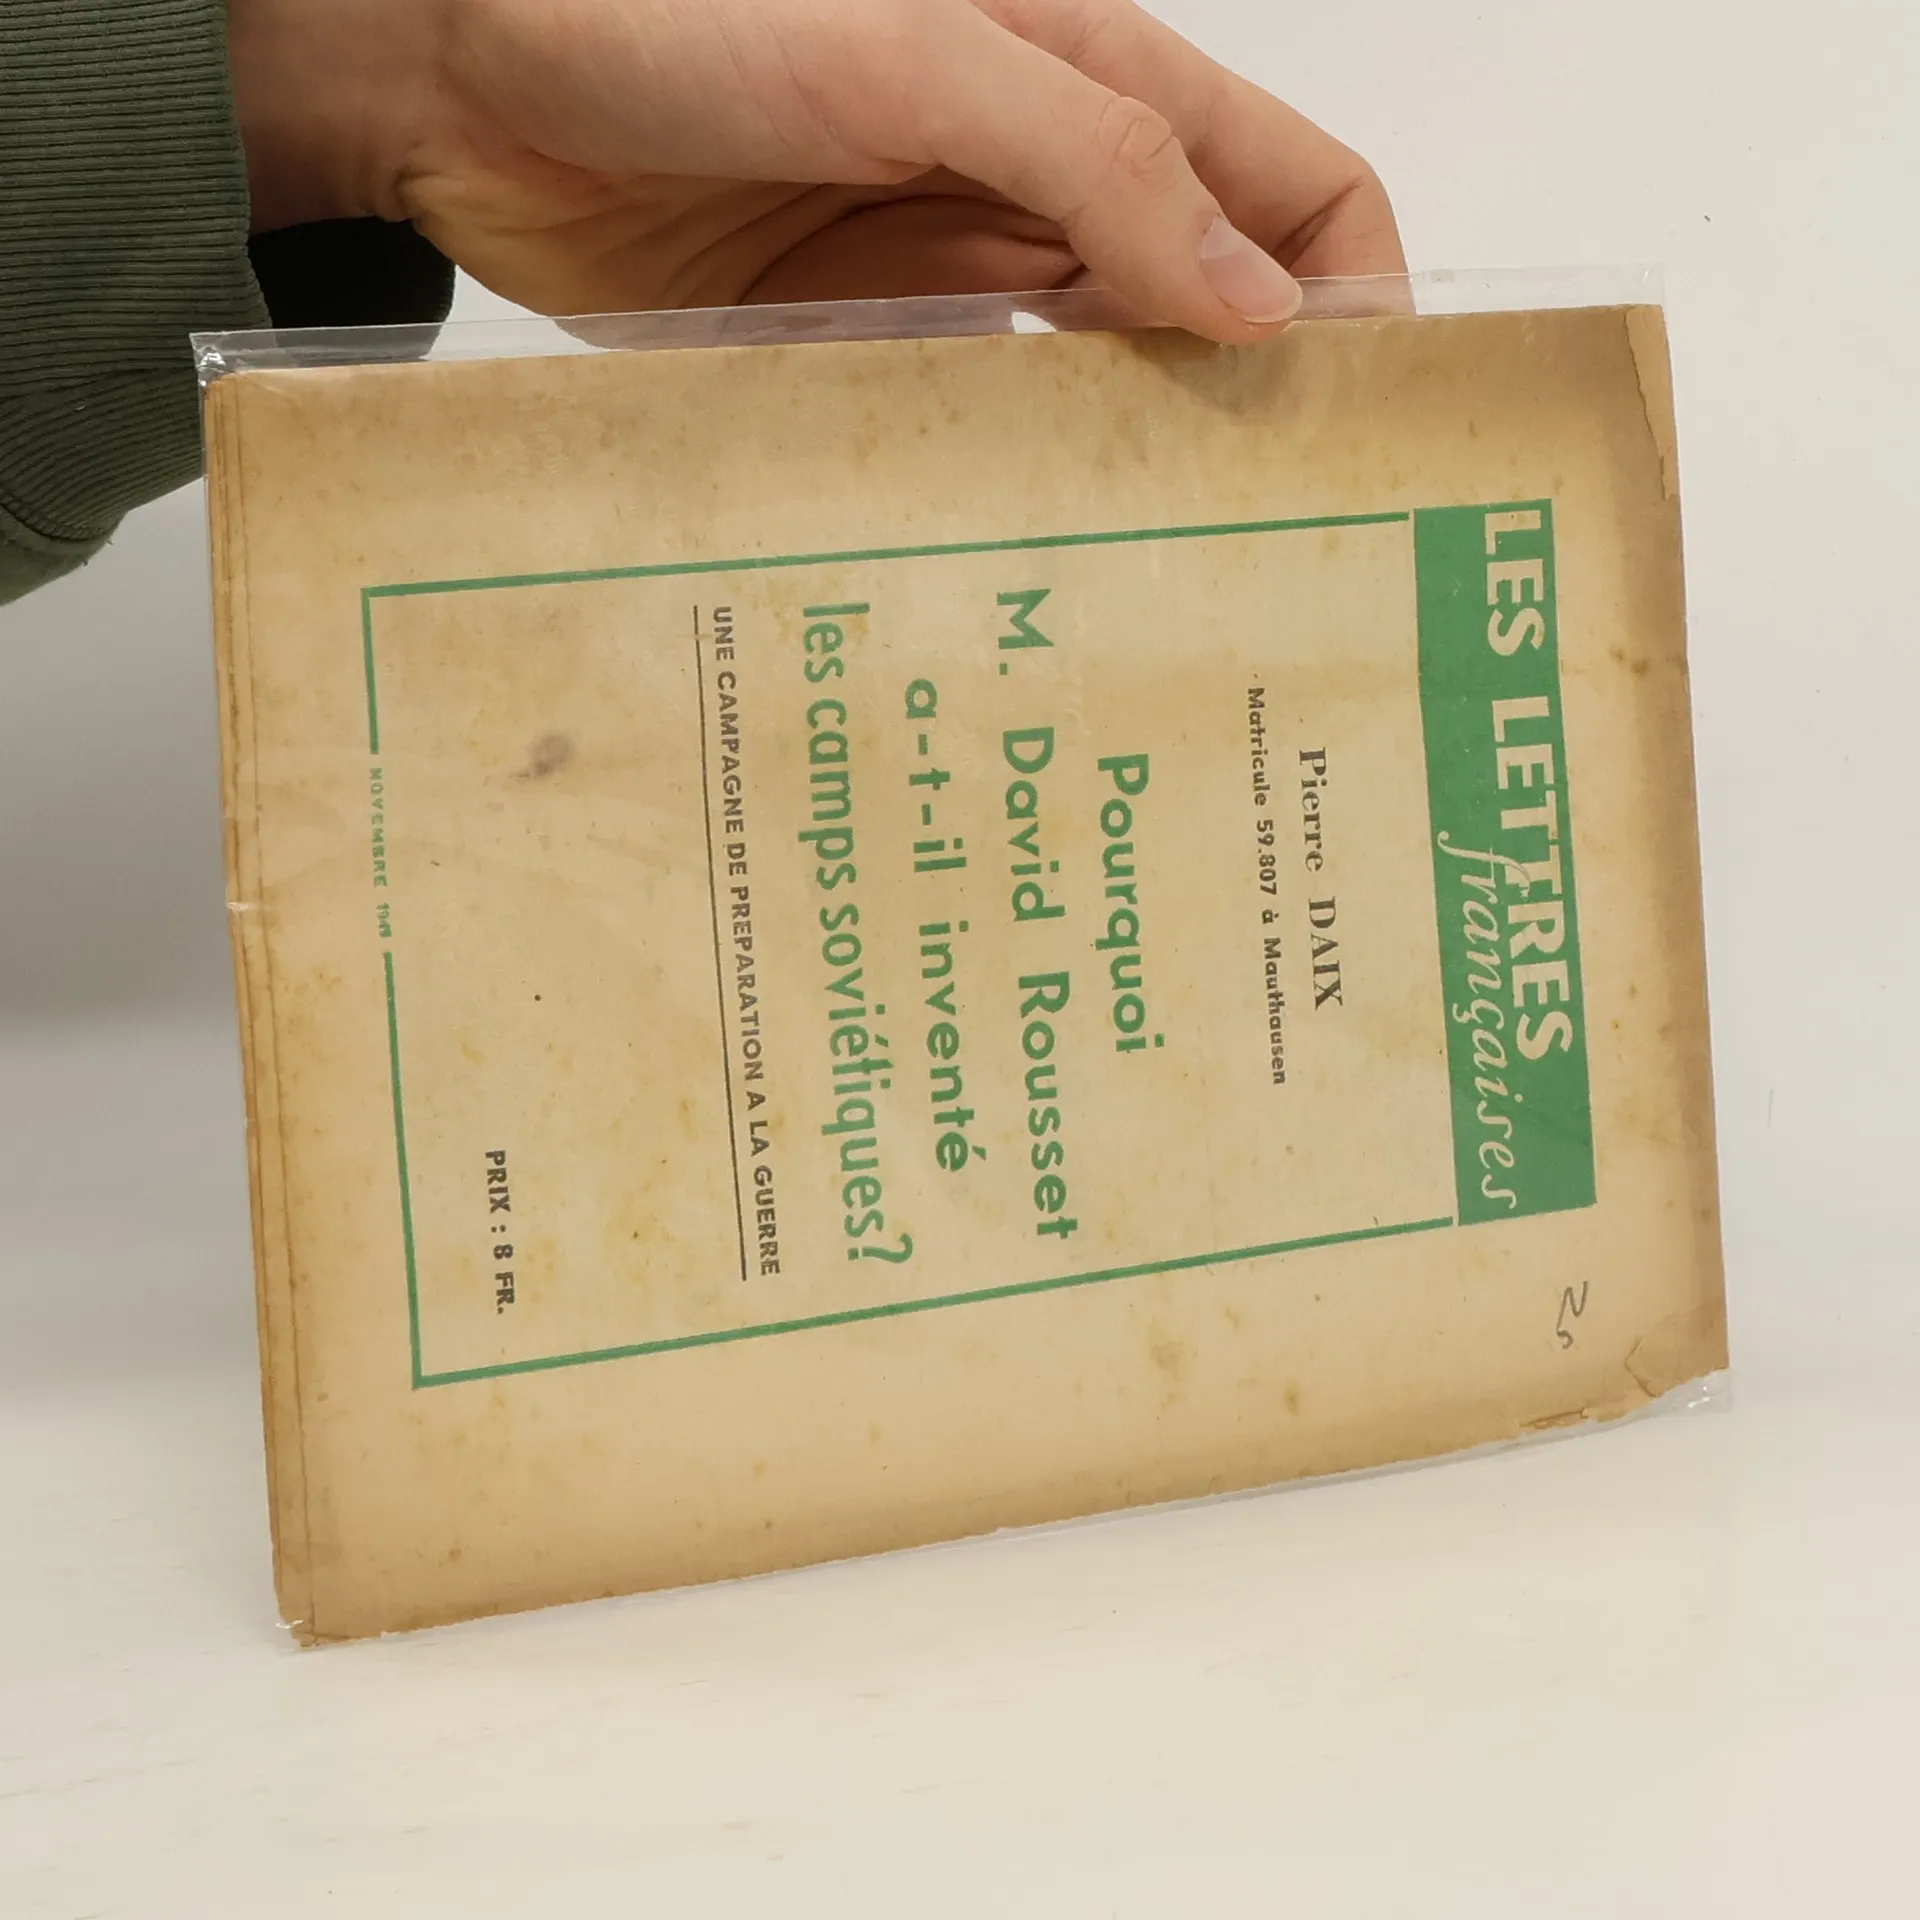 LES LETTRES
françaises
Pierre DAIX
Matricule 59.807 à Mauthausen
Pourquoi
M. David Rousset
a-t-il inventé
les camps soviétiques?
UNE CAMPAGNE DE PREPARATION A LA GUERRE
PRIX : 8 FR.
NOVEMBRE 1949